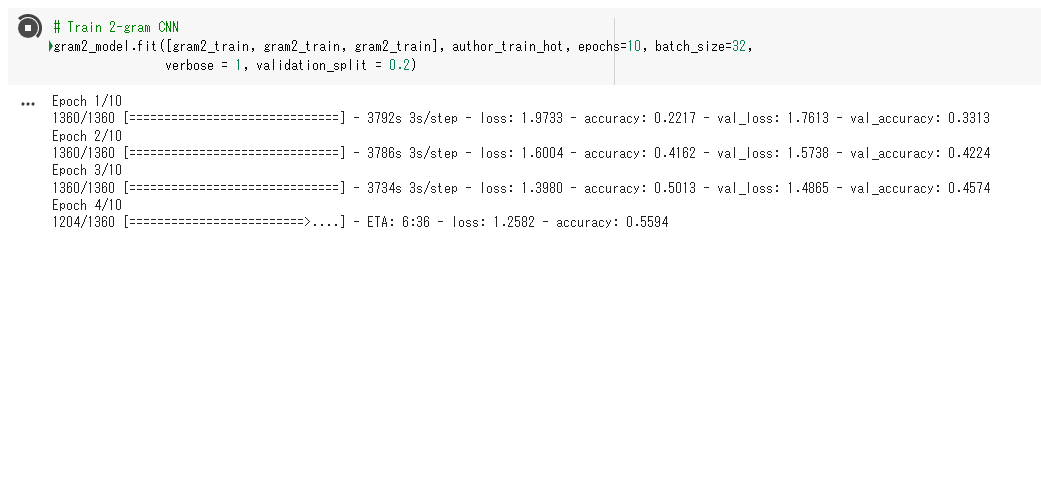 # Train 2-gram CNN
gram2_model.fit([gram2_train, gram2_train, gram2_train], author_train_hot, epochs=10, batch_size=32,
verbose = 1, validation_split = 0.2)
Epoch 1/10
1360/1360 [==============================] - 3792s 3s/step - loss: 1.9733 - accuracy: 0.2217 - val_loss: 1.7613 - val_accuracy: 0.3313
Epoch 2/10
1360/1360 [==============================] - 3786s 3s/step - loss: 1.6004 - accuracy: 0.4162 - val_loss: 1.5738 - val_accuracy: 0.4224
Epoch 3/10
1360/1360 [==============================] - 3734s 3s/step - loss: 1.3980 - accuracy: 0.5013 - val_loss: 1.4865 - val_accuracy: 0.4574
Epoch 4/10
1204/1360 [=========================>....] - ETA: 6:36 - loss: 1.2582 - accuracy: 0.5594